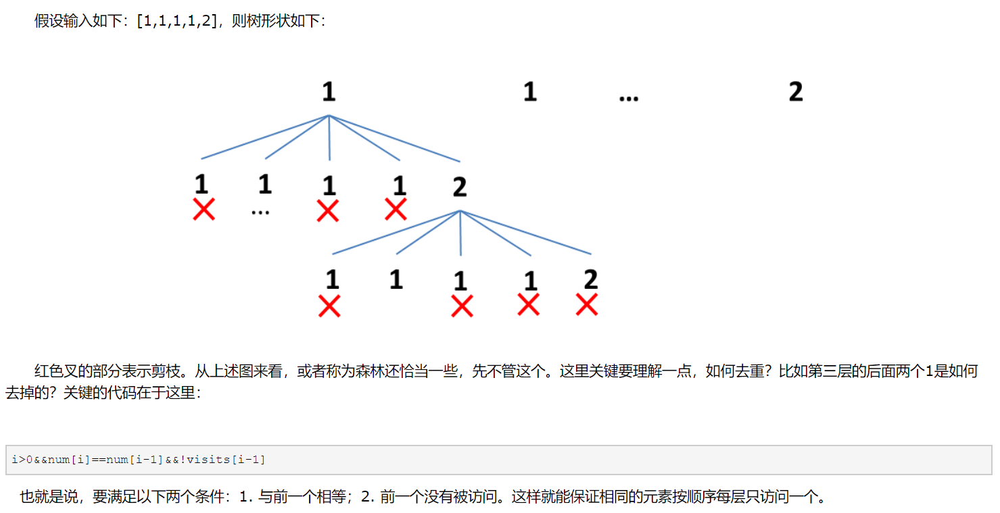 假设输入如下：[1,1,1,1,2]，则树形状如下：
1 1 ... 2
1 1 1 1 2
...
1 1 1 1 2
红色叉的部分表示剪枝。从上述图来看，或者称为森林还恰当一些，先不管这个。这里关键要理解一点，如何去重？比如第三层的后面两个1是如何
去掉的？关键的代码在于这里：
i>0&&num[i]==num[i-1]&&!visits[i-1]
也就是说，要满足以下两个条件：1. 与前一个相等；2. 前一个没有被访问。这样就能保证相同的元素按顺序每层只访问一个。